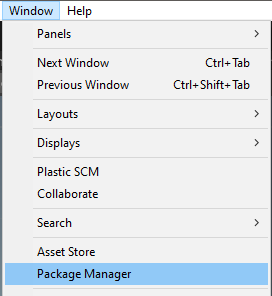 Window Help
Panels
Next Window Ctrl+Tab
Previous Window Ctrl+Shift+Tab
Layouts
Displays
Plastic SCM
Collaborate
Search
Asset Store
Package Manager